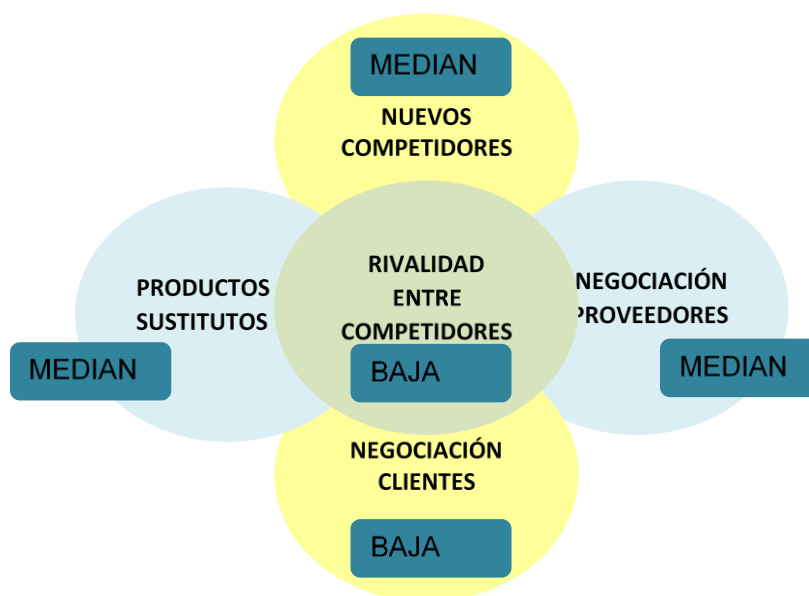 MEDIAN
NUEVOS
COMPETIDORES
PRODUCTOS
SUSTITUTOS
MEDIAN
RIVALIDAD
ENTRE
COMPETIDORES
BAJA
NEGOCIACIÓN
PROVEEDORES
MEDIAN
NEGOCIACIÓN
CLIENTES
BAJA